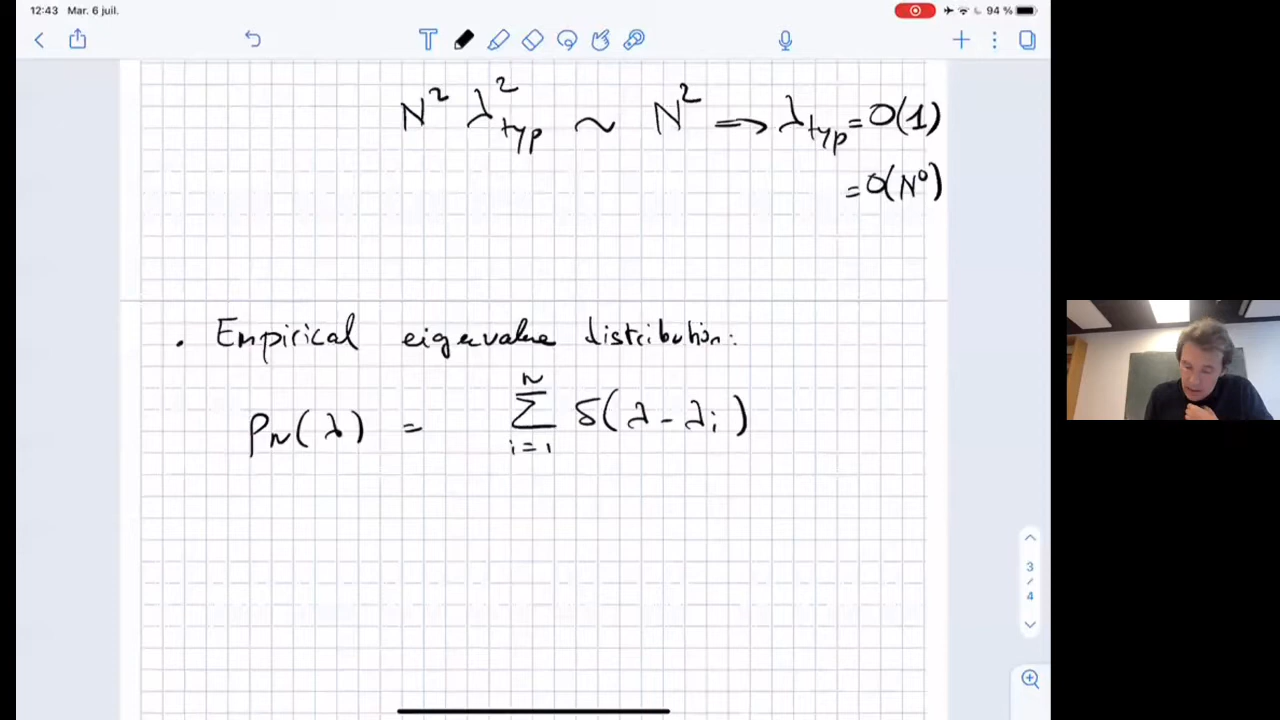 12:43 Mar. 6 juil.
94 %
N² λ²typ ~ N² ⟹ λtyp = O(1)
= O(N⁰)
. Empirical eigenvalue distribution:
ρN(λ) = ∑_{i=1}^{N} δ(λ - λi)
3
/
4